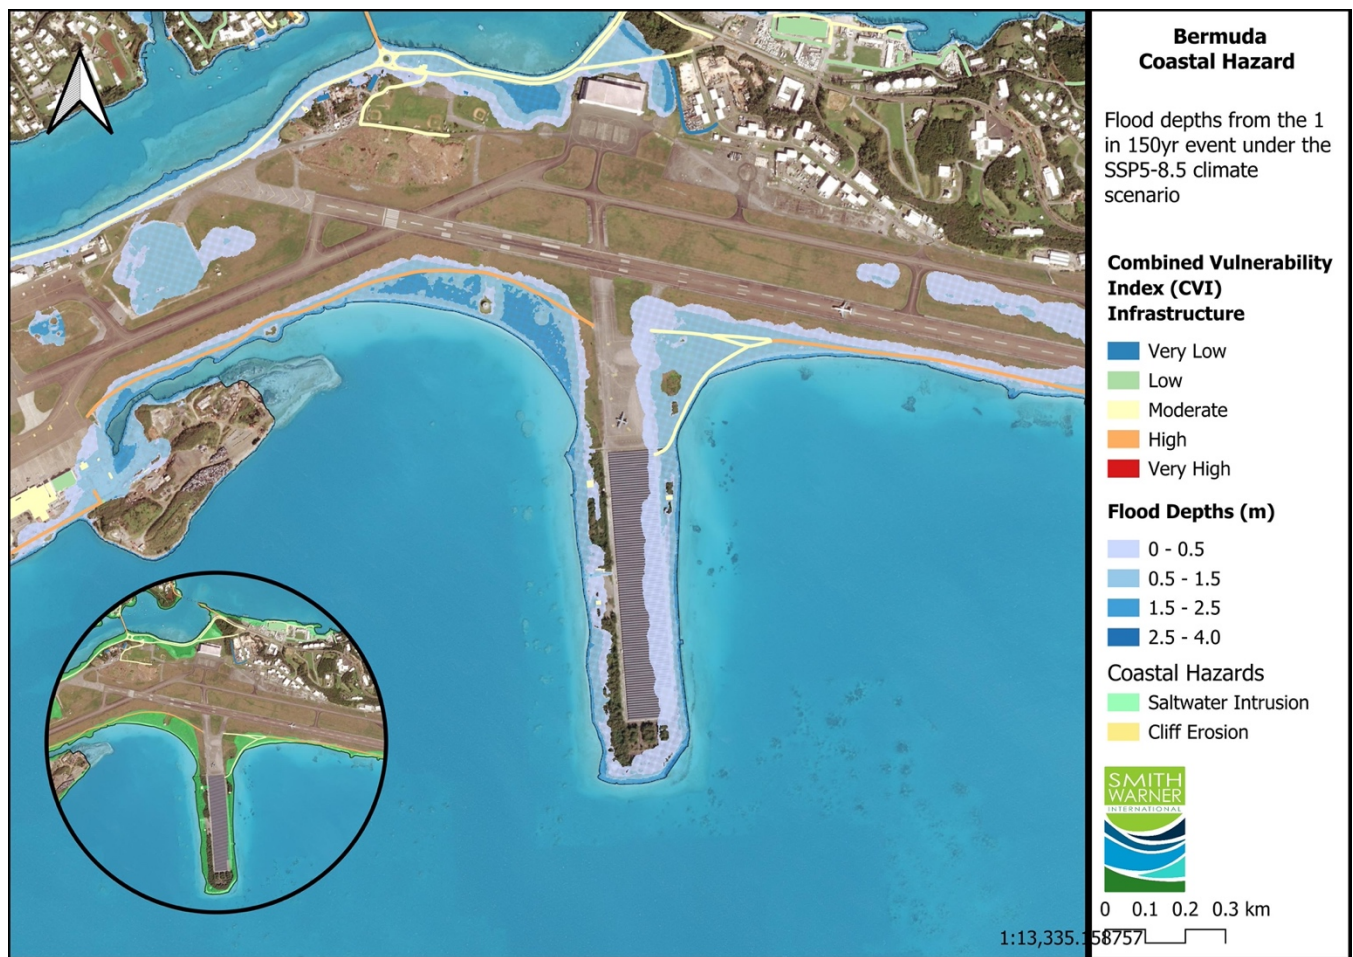 Bermuda
Coastal Hazard
Flood depths from the 1
in 150yr event under the
SSP5-8.5 climate
scenario
Combined Vulnerability
Index (CVI)
Infrastructure
Very Low
Low
Moderate
High
Very High
Flood Depths (m)
0 - 0.5
0.5 - 1.5
1.5 - 2.5
2.5 - 4.0
Coastal Hazards
Saltwater Intrusion
Cliff Erosion
SMITH
WARNER
INTERNATIONAL
0 0.1 0.2 0.3 km
1:13,335.158757